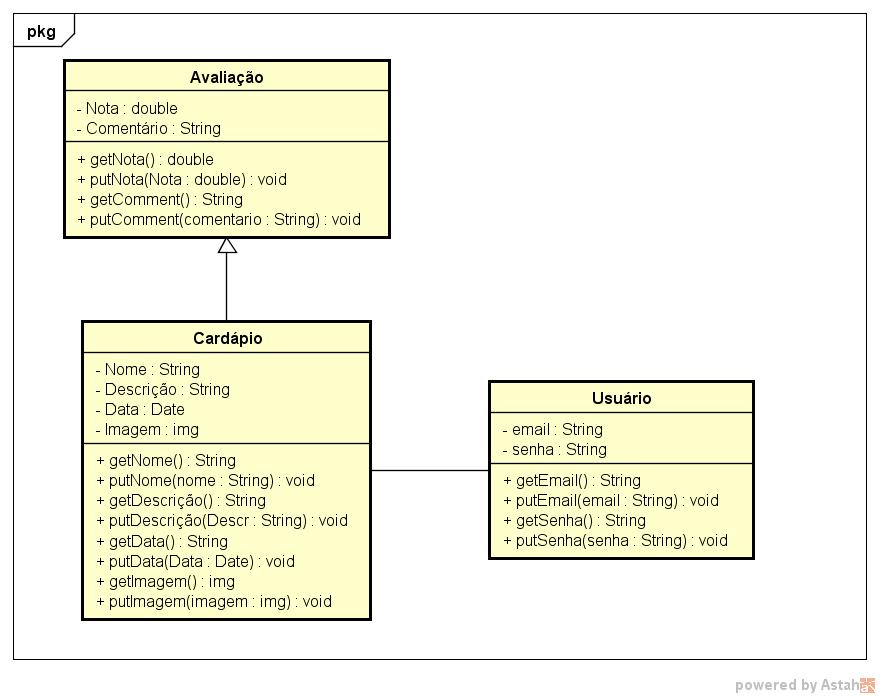 pkg
Avaliação
- Nota : double
- Comentário : String
+ getNota() : double
+ putNota(Nota : double) : void
+ getComment() : String
+ putComment(comentario : String) : void
Cardápio
- Nome : String
- Descrição : String
- Data : Date
- Imagem : img
+ getNome() : String
+ putNome(nome : String) : void
+ getDescrição() : String
+ putDescrição(Descr : String) : void
+ getData() : String
+ putData(Data : Date) : void
+ getImagem() : img
+ putImagem(imagem : img) : void
Usuário
- email : String
- senha : String
+ getEmail() : String
+ putEmail(email : String) : void
+ getSenha() : String
+ putSenha(senha : String) : void
powered by Astah